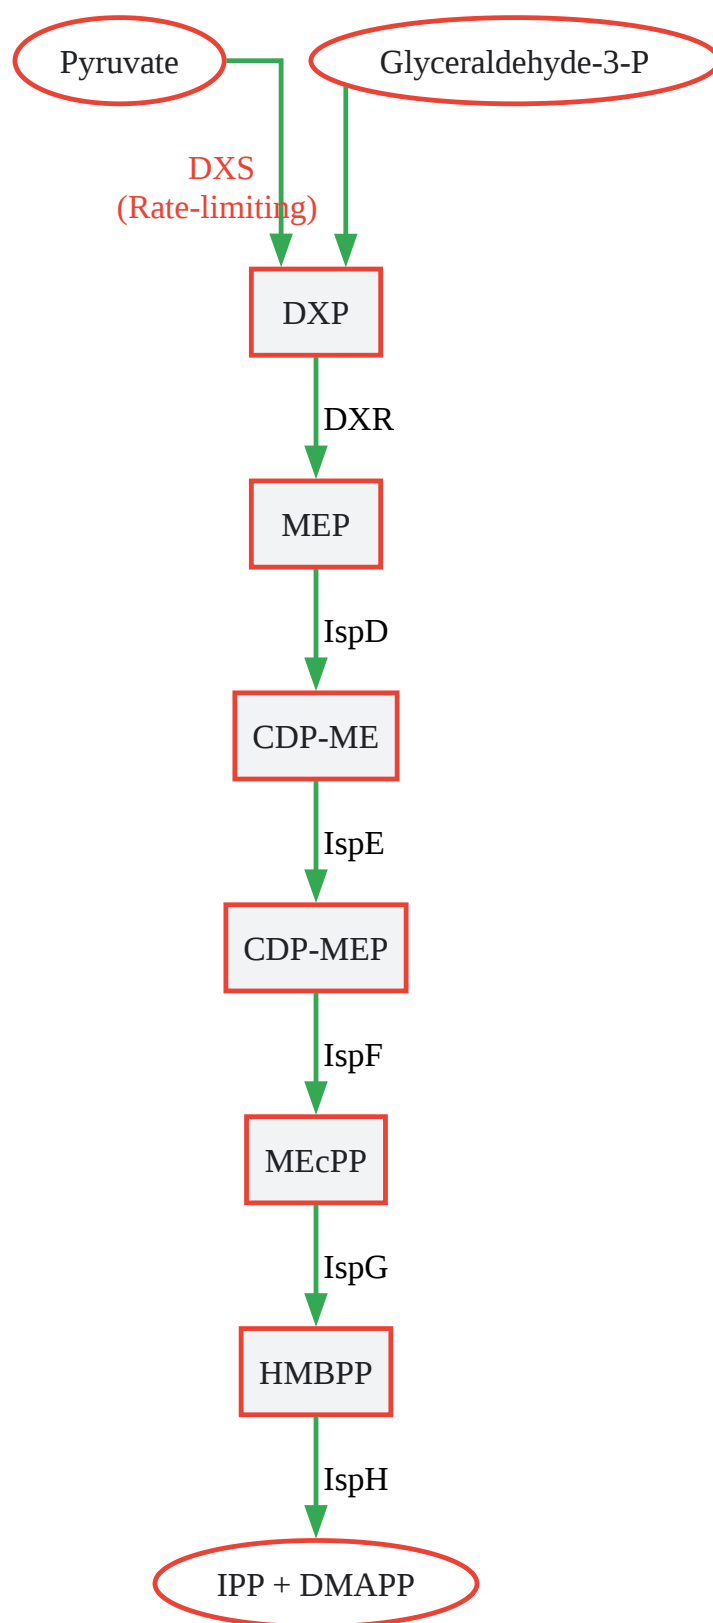 Pyruvate
Glyceraldehyde-3-P
DXS
(Rate-limiting)
DXP
DXR
MEP
IspD
CDP-ME
IspE
CDP-MEP
IspF
MEcPP
IspG
HMBPP
IspH
IPP + DMAPP